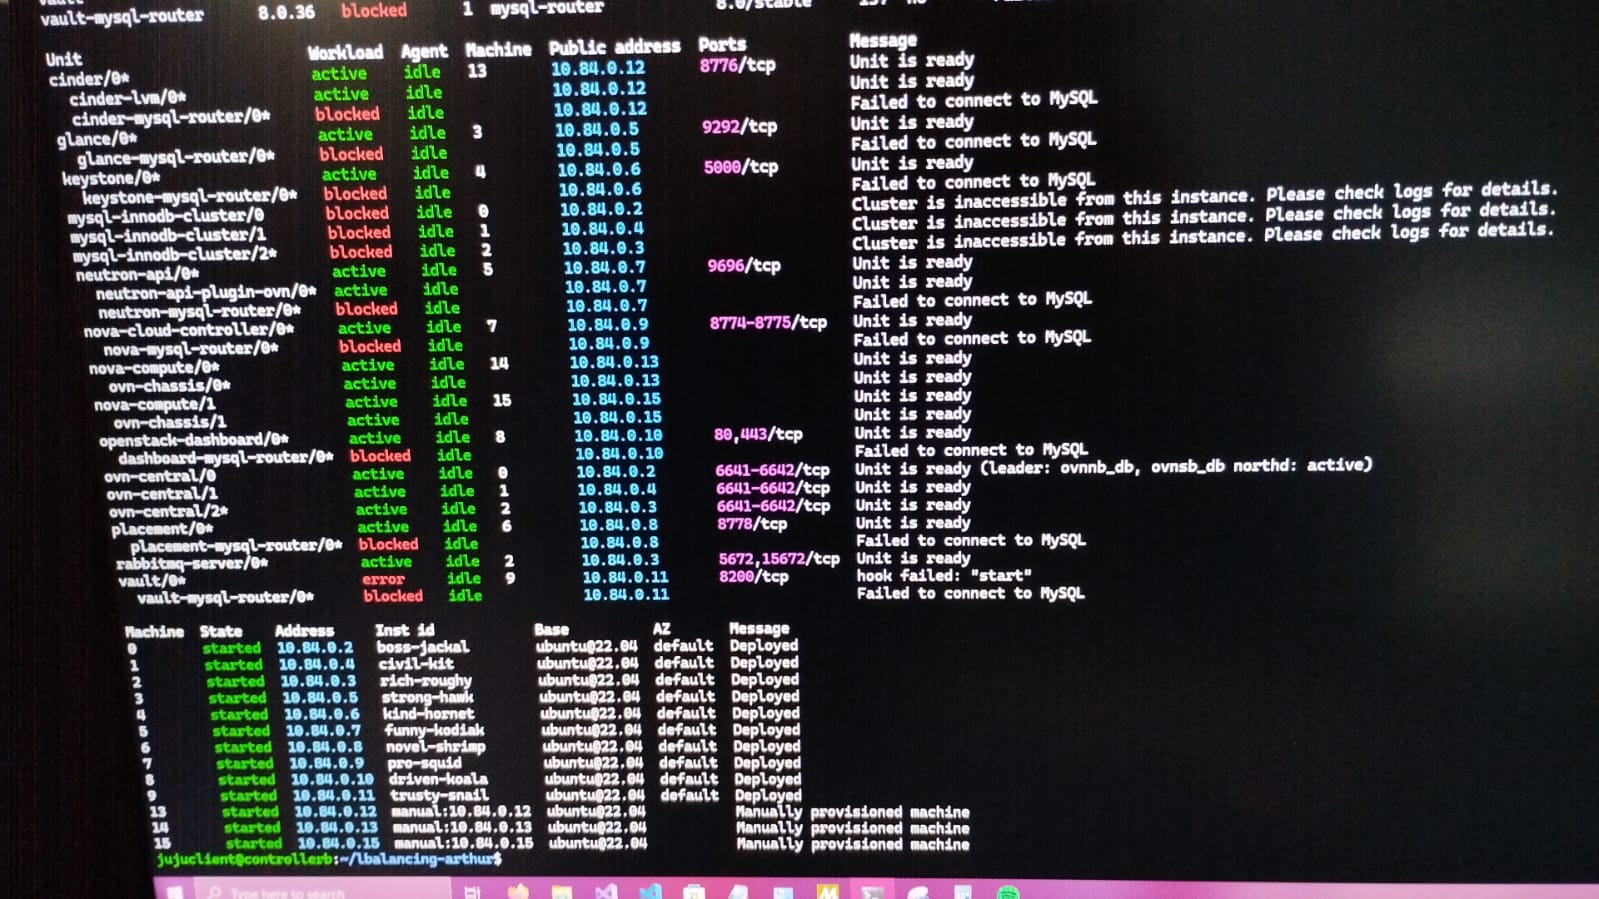 vault-mysql-router 8.0.36 blocked 1 mysql-router 8.0/stable
Unit Workload Agent Machine Public address Ports Message
cinder/0* active idle 13 10.84.0.12 8776/tcp Unit is ready
cinder-lvm/0* active idle 10.84.0.12 Unit is ready
cinder-mysql-router/0* blocked idle 10.84.0.12 Failed to connect to MySQL
glance/0* active idle 3 10.84.0.5 9292/tcp Unit is ready
glance-mysql-router/0* blocked idle 10.84.0.5 Failed to connect to MySQL
keystone/0* active idle 4 10.84.0.6 5000/tcp Unit is ready
keystone-mysql-router/0* blocked idle 10.84.0.6 Failed to connect to MySQL
mysql-innodb-cluster/0 blocked idle 0 10.84.0.2 Cluster is inaccessible from this instance. Please check logs for details.
mysql-innodb-cluster/1 blocked idle 1 10.84.0.4 Cluster is inaccessible from this instance. Please check logs for details.
mysql-innodb-cluster/2* blocked idle 2 10.84.0.3 Cluster is inaccessible from this instance. Please check logs for details.
neutron-api/0* active idle 5 10.84.0.7 9696/tcp Unit is ready
neutron-api-plugin-ovn/0* active idle 10.84.0.7 Unit is ready
neutron-mysql-router/0* blocked idle 10.84.0.7 Failed to connect to MySQL
nova-cloud-controller/0* active idle 7 10.84.0.9 8774-8775/tcp Unit is ready
nova-mysql-router/0* blocked idle 10.84.0.9 Failed to connect to MySQL
nova-compute/0* active idle 14 10.84.0.13 Unit is ready
ovn-chassis/0* active idle 10.84.0.13 Unit is ready
nova-compute/1 active idle 15 10.84.0.15 Unit is ready
ovn-chassis/1 active idle 10.84.0.15 Unit is ready
openstack-dashboard/0* active idle 8 10.84.0.10 80,443/tcp Unit is ready
dashboard-mysql-router/0* blocked idle 10.84.0.10 Failed to connect to MySQL
ovn-central/0 active idle 0 10.84.0.2 6641-6642/tcp Unit is ready (leader: ovnnb_db, ovnsb_db northd: active)
ovn-central/1 active idle 1 10.84.0.4 6641-6642/tcp Unit is ready
ovn-central/2* active idle 2 10.84.0.3 6641-6642/tcp Unit is ready
placement/0* active idle 6 10.84.0.8 8778/tcp Unit is ready
placement-mysql-router/0* blocked idle 10.84.0.8 Failed to connect to MySQL
rabbitmq-server/0* active idle 2 10.84.0.3 5672,15672/tcp Unit is ready
vault/0* error idle 9 10.84.0.11 8200/tcp hook failed: "start"
vault-mysql-router/0* blocked idle 10.84.0.11 Failed to connect to MySQL
Machine State Address Inst id Base AZ Message
0 started 10.84.0.2 boss-jackal ubuntu@22.04 default Deployed
1 started 10.84.0.4 civil-kit ubuntu@22.04 default Deployed
2 started 10.84.0.3 rich-roughy ubuntu@22.04 default Deployed
3 started 10.84.0.5 strong-hawk ubuntu@22.04 default Deployed
4 started 10.84.0.6 kind-hornet ubuntu@22.04 default Deployed
5 started 10.84.0.7 funny-kodiak ubuntu@22.04 default Deployed
6 started 10.84.0.8 novel-shrimp ubuntu@22.04 default Deployed
7 started 10.84.0.9 pro-squid ubuntu@22.04 default Deployed
8 started 10.84.0.10 driven-koala ubuntu@22.04 default Deployed
9 started 10.84.0.11 trusty-snail ubuntu@22.04 default Deployed
13 started 10.84.0.12 manual:10.84.0.12 ubuntu@22.04 Manually provisioned machine
14 started 10.84.0.13 manual:10.84.0.13 ubuntu@22.04 Manually provisioned machine
15 started 10.84.0.15 manual:10.84.0.15 ubuntu@22.04 Manually provisioned machine
jujuclient@controllerb:~/lbalancing-arthur$
Type here to search